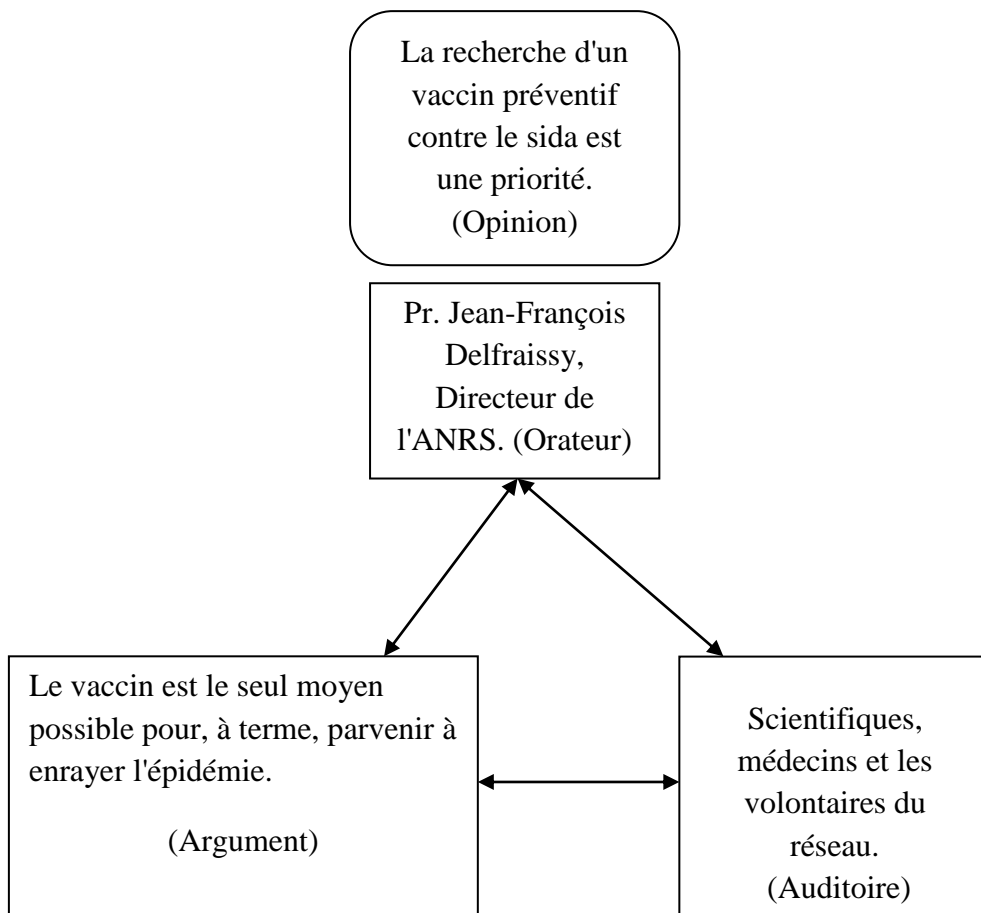 La recherche d'un
vaccin préventif
contre le sida est
une priorité.
(Opinion)
Pr. Jean-François
Delfraissy,
Directeur de
l'ANRS. (Orateur)
Le vaccin est le seul moyen
possible pour, à terme, parvenir à
enrayer l'épidémie.
(Argument)
Scientifiques,
médecins et les
volontaires du
réseau.
(Auditoire)